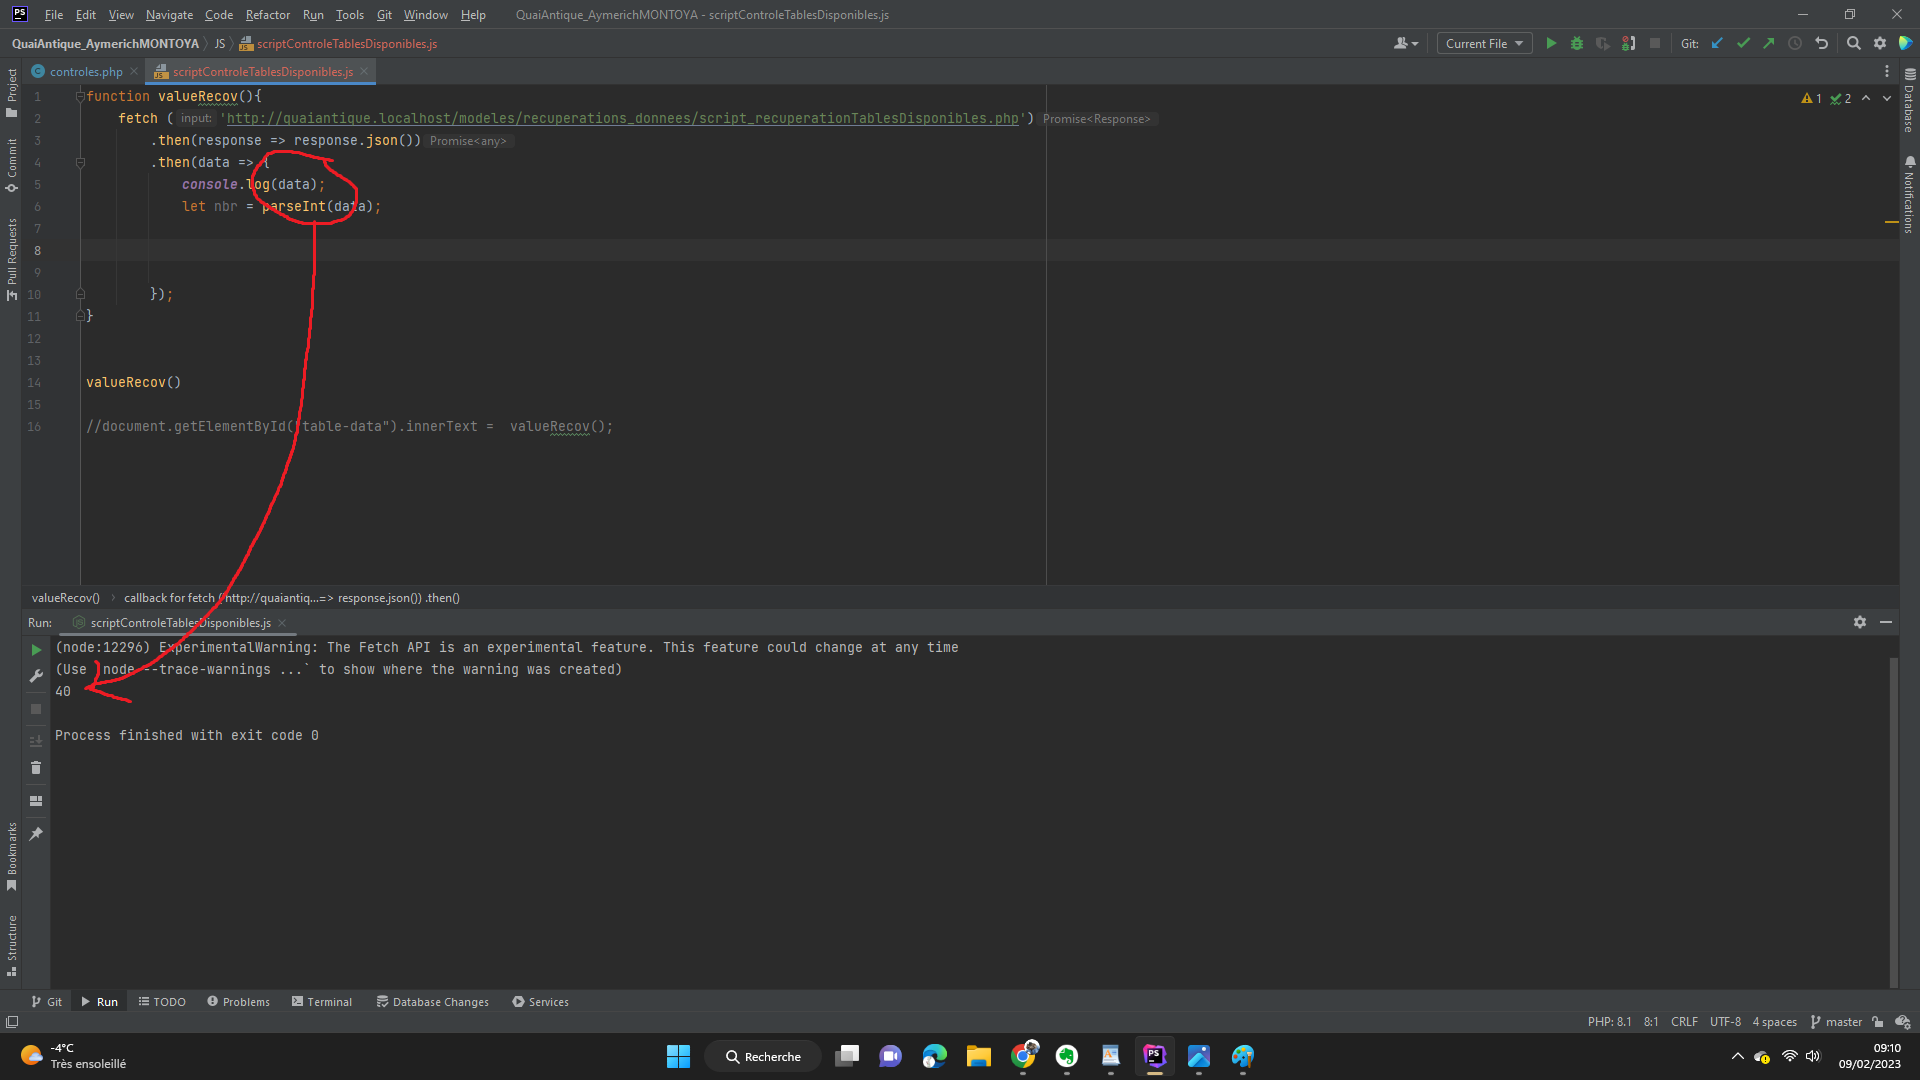 PS File Edit View Navigate Code Refactor Run Tools Git Window Help QuaiAntique_AymerichMONTOYA - scriptControleTablesDisponibles.js
QuaiAntique_AymerichMONTOYA JS scriptControleTablesDisponibles.js Current File Git:
Project
Commit
Pull Requests
Bookmarks
Structure
controles.php scriptControleTablesDisponibles.js
1 function valueRecov(){
2 fetch ( input: 'http://quaiantique.localhost/modeles/recuperations_donnees/script_recuperationTablesDisponibles.php') Promise<Response>
3 .then(response => response.json()) Promise<any>
4 .then(data => {
5 console.log(data);
6 let nbr = parseInt(data);
7
8
9
10 });
11 }
12
13
14 valueRecov()
15
16 //document.getElementById("table-data").innerText = valueRecov();
1 2
Database
Notifications
valueRecov() callback for fetch ('http://quaiantiq...=> response.json()) .then()
Run: scriptControleTablesDisponibles.js
(node:12296) ExperimentalWarning: The Fetch API is an experimental feature. This feature could change at any time
(Use `node --trace-warnings ...` to show where the warning was created)
40
Process finished with exit code 0
Git Run TODO Problems Terminal Database Changes Services
PHP: 8.1 8:1 CRLF UTF-8 4 spaces master
-4°C
Très ensoleillé
Recherche
PS
09:10
09/02/2023